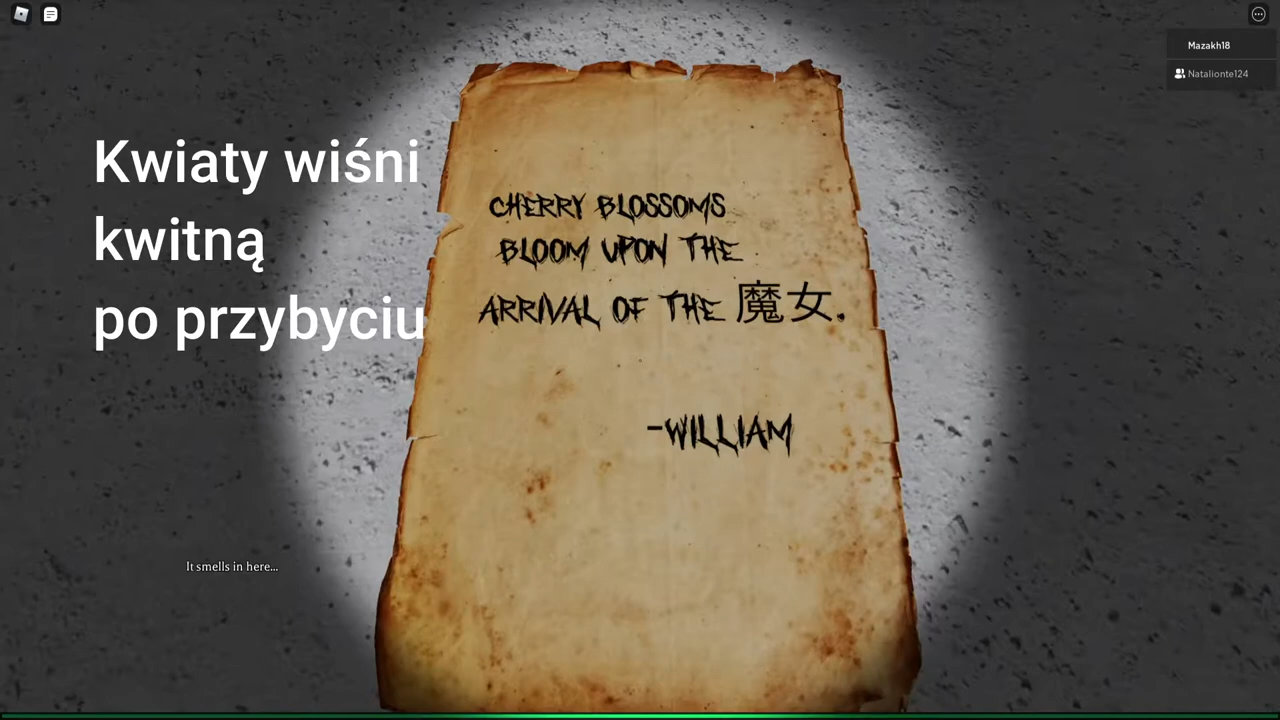 Mazakh18
Natalionte124
Kwiaty wiśni
kwitną
po przybyciu
CHERRY BLOSSOMS
BLOOM UPON THE
ARRIVAL OF THE 魔女.
-WILLIAM
It smells in here...